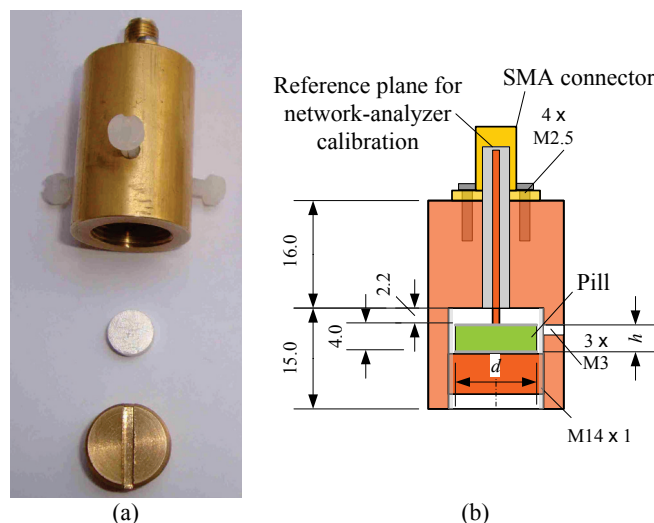 Reference plane for
network-analyzer
calibration
SMA connector
4 x
M2.5
16.0
2.2
Pill
4.0
15.0
d
3 x
M3
h
M14 x 1
(a)
(b)